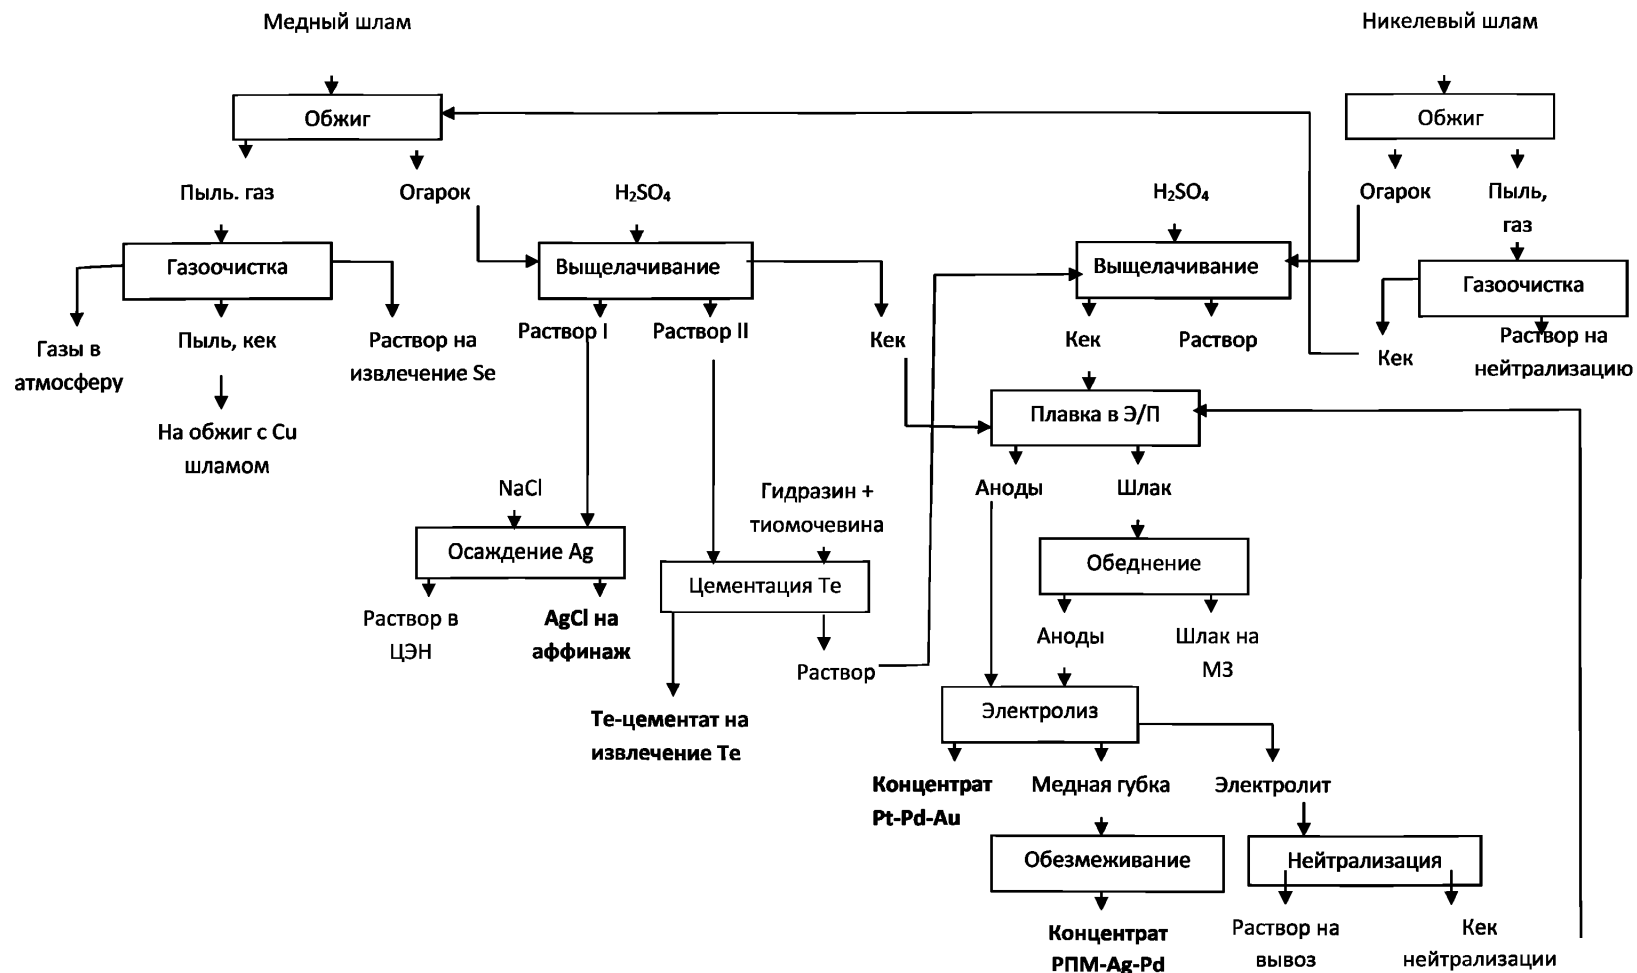 Медный шлам
Никелевый шлам
Обжиг
Обжиг
Пыль. газ
Огарок
H₂SO₄
H₂SO₄
Огарок
Пыль,
газ
Газоочистка
Выщелачивание
Выщелачивание
Газоочистка
Газы в
атмосферу
Пыль, кек
Раствор на
извлечение Se
Раствор I
Раствор II
Кек
Кек
Раствор
Кек
Раствор на
нейтрализацию
На обжиг с Cu
шламом
Плавка в Э/П
Аноды
Шлак
NaCl
Гидразин +
тиомочевина
Осаждение Ag
Обеднение
Цементация Te
Раствор в
ЦЭН
AgCl на
аффинаж
Раствор
Аноды
Шлак на
МЗ
Te-цементат на
извлечение Te
Электролиз
Концентрат
Pt-Pd-Au
Медная губка
Электролит
Обезмеживание
Нейтрализация
Концентрат
РПМ-Ag-Pd
Раствор на
вывоз
Кек
нейтрализации